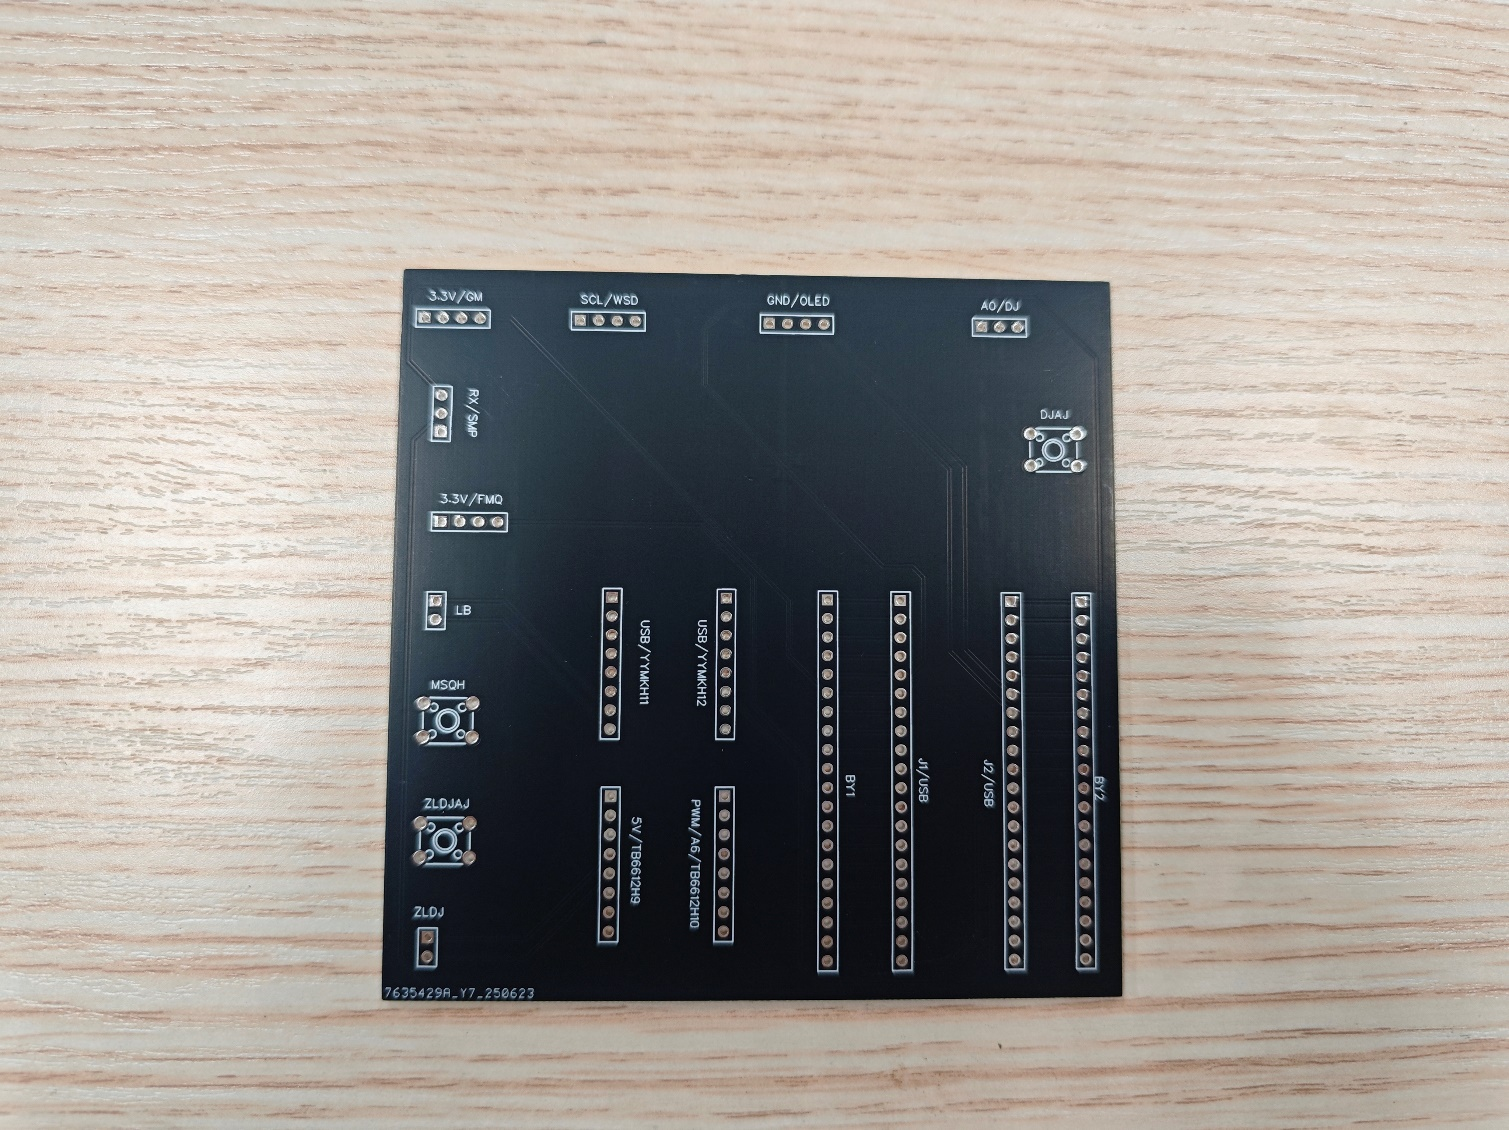 3.3V/GM
SCL/WSD
GND/OLED
A0/DJ
RX/SMP
DJAJ
3.3V/FMQ
LB
USB/YYMKH11
USB/YYMKH12
MSQH
BY1
J1/USB
J2/USB
BY2
ZLDJAJ
5V/TB6612H9
PWM/A6/TB6612H10
ZLDJ
7635429A_Y7_250623